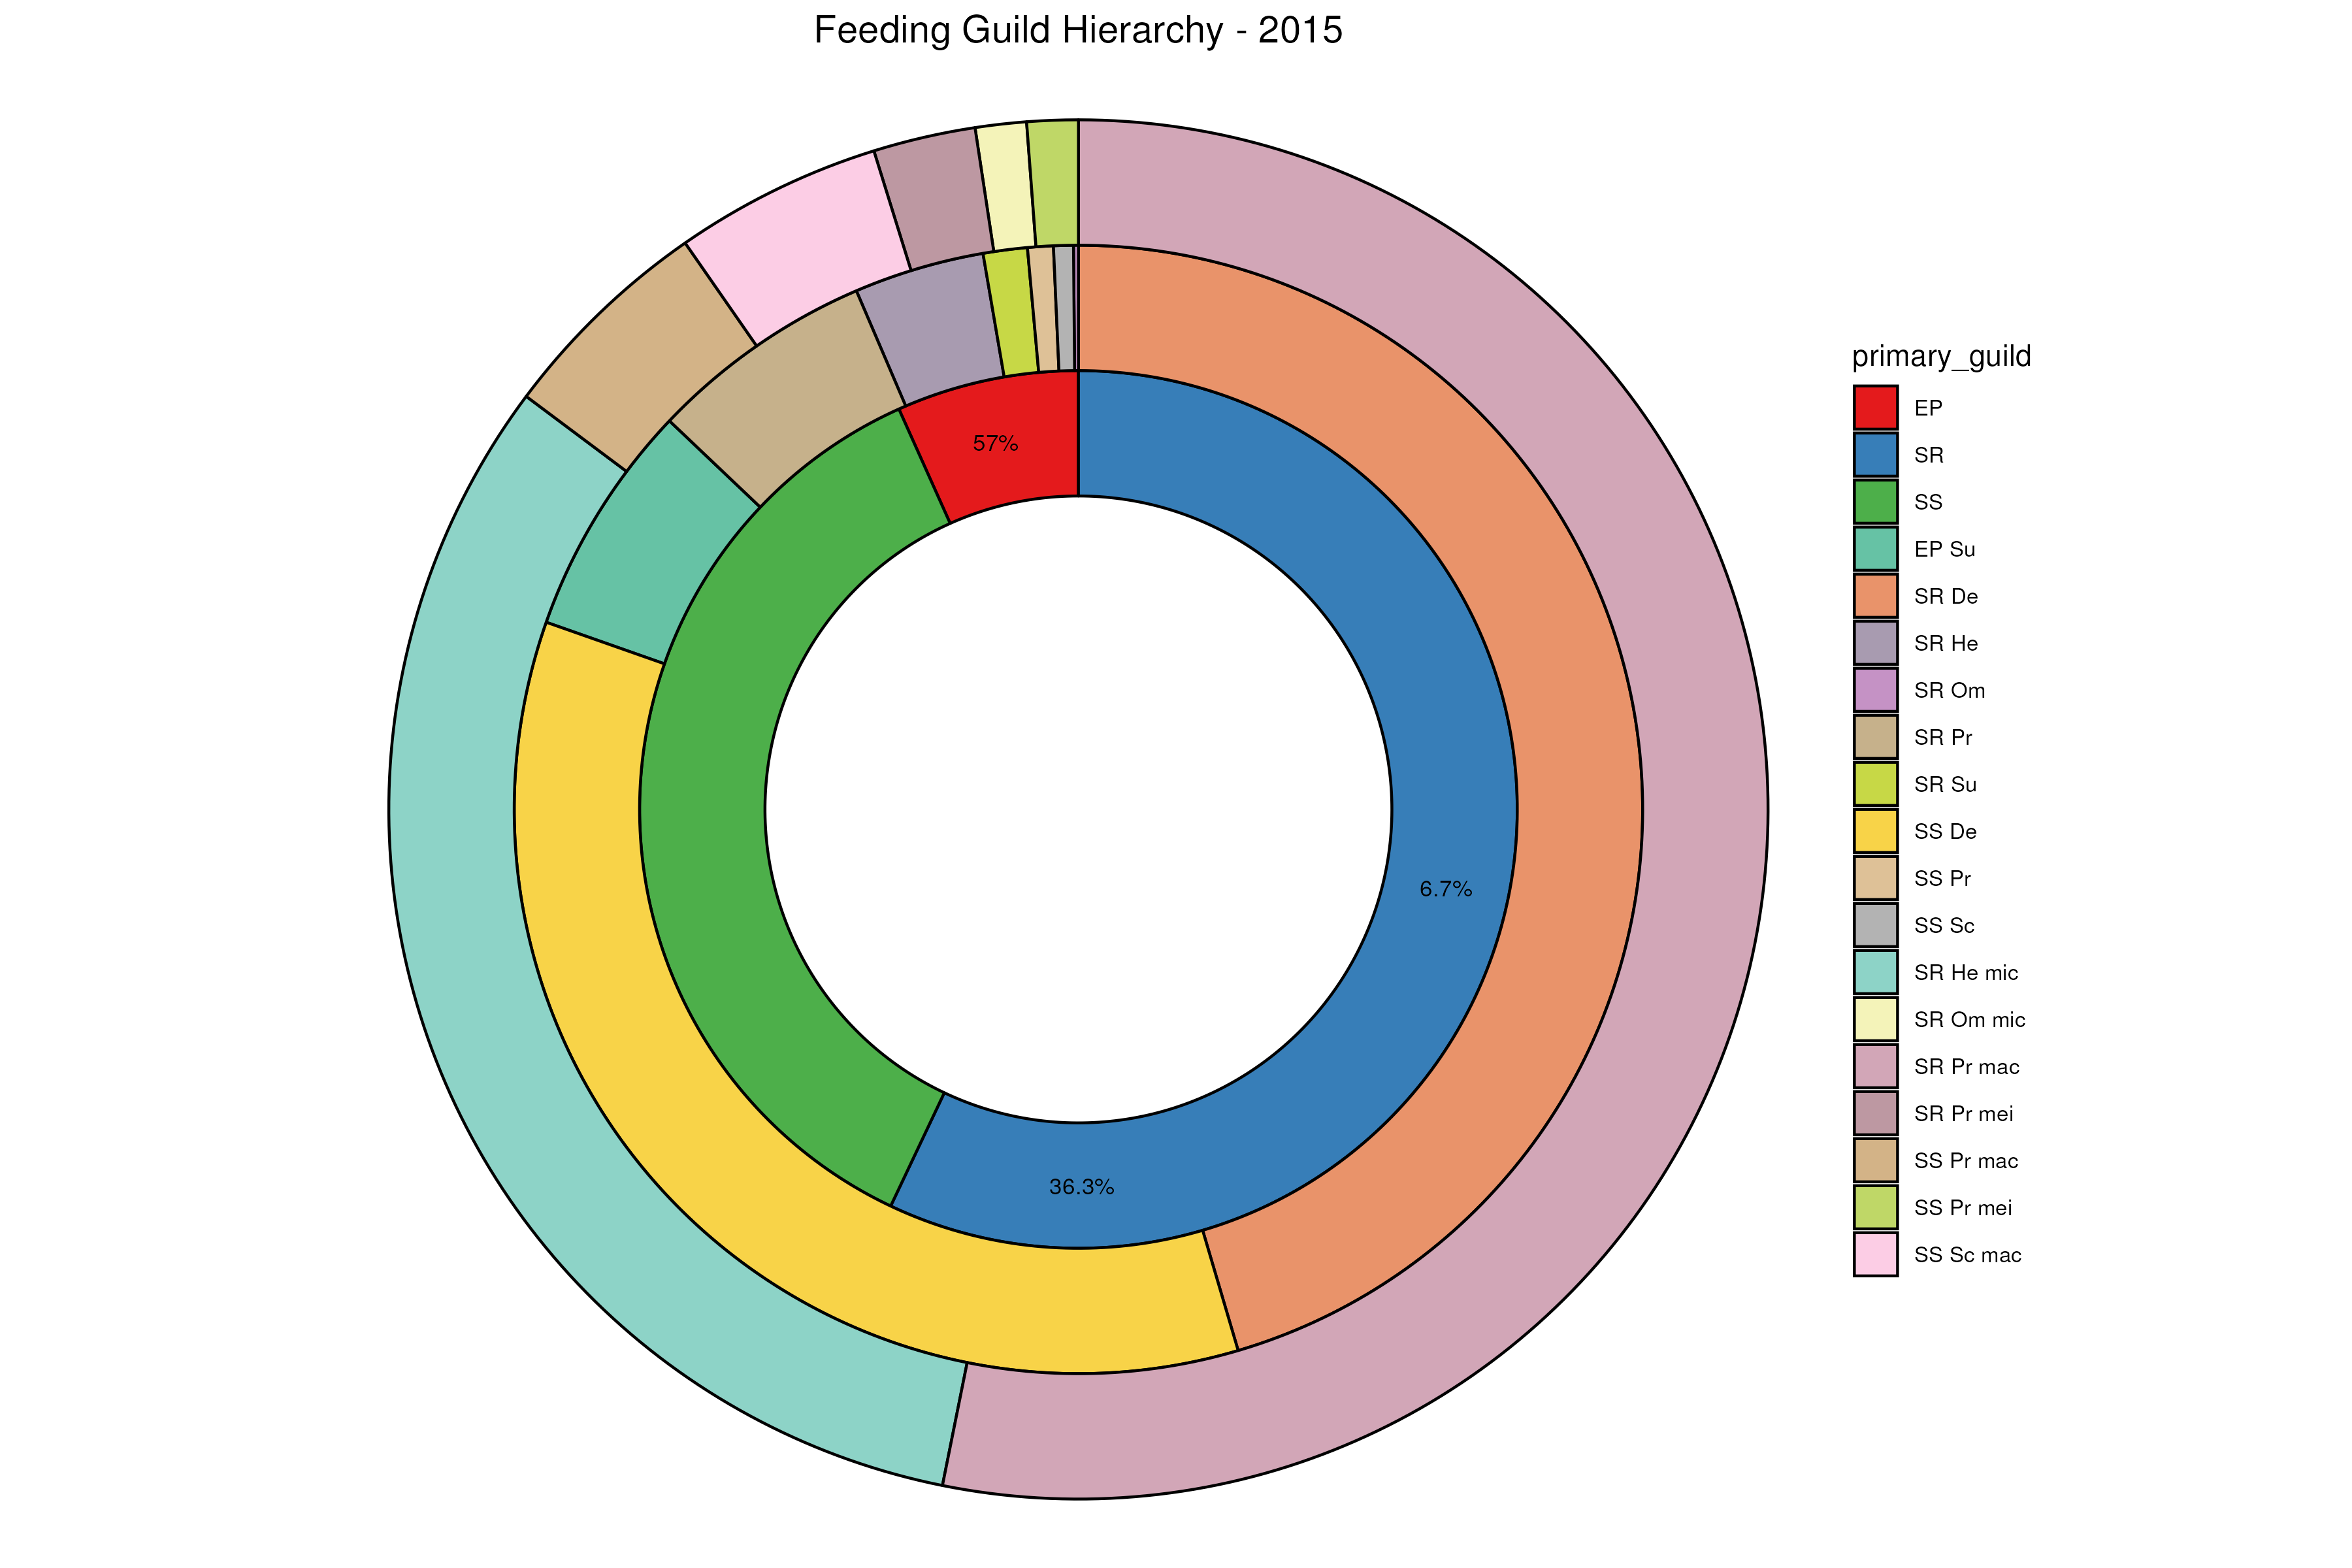 Feeding Guild Hierarchy - 2015
57%
6.7%
36.3%
primary_guild
EP
SR
SS
EP Su
SR De
SR He
SR Om
SR Pr
SR Su
SS De
SS Pr
SS Sc
SR He mic
SR Om mic
SR Pr mac
SR Pr mei
SS Pr mac
SS Pr mei
SS Sc mac